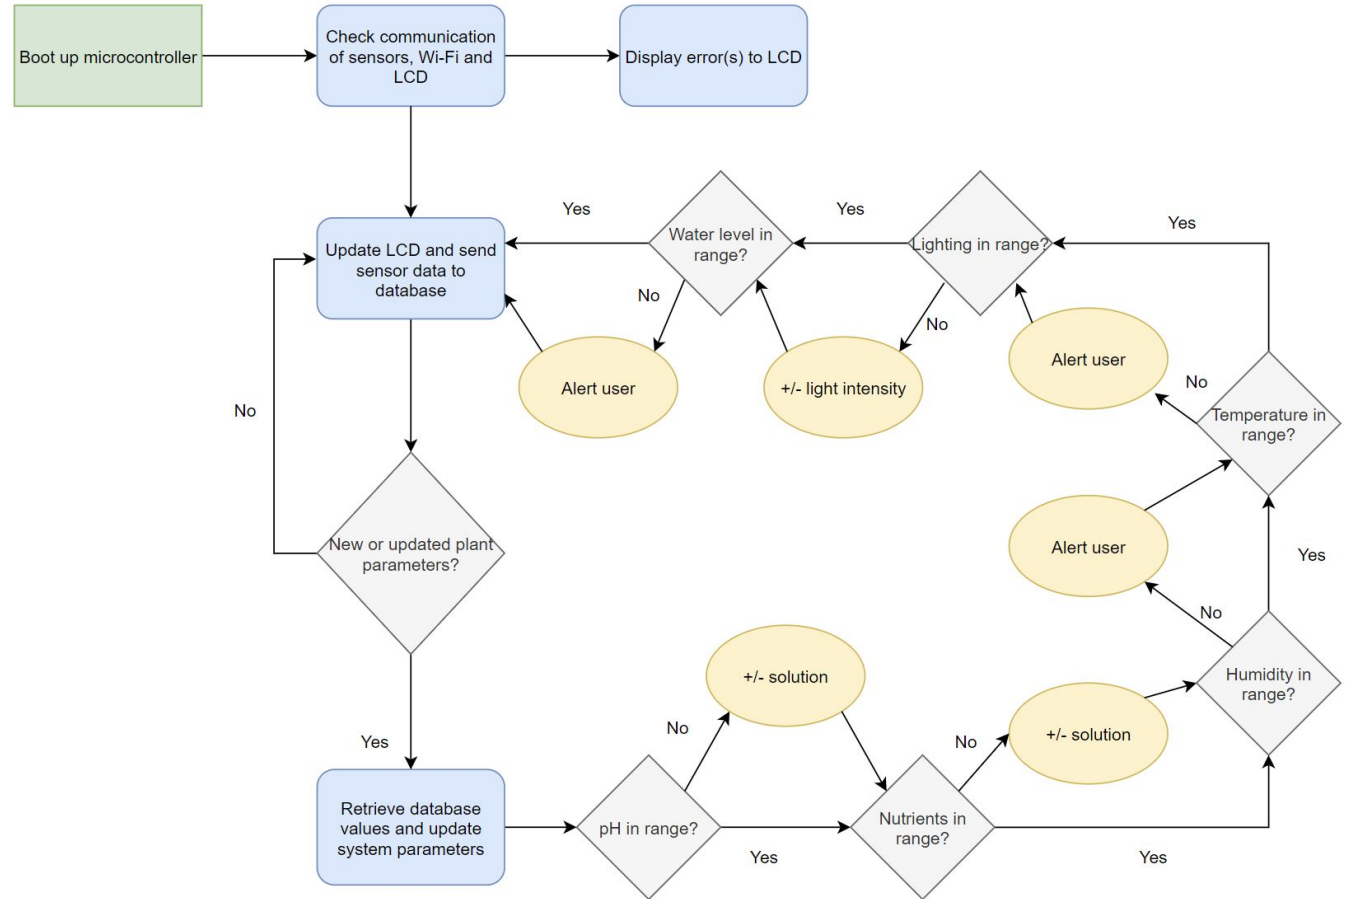 Boot up microcontroller
Check communication
of sensors, Wi-Fi and
LCD
Display error(s) to LCD
Update LCD and send
sensor data to
database
Yes
Water level in
range?
No
Alert user
Yes
Lighting in range?
No
+/- light intensity
Yes
Alert user
No
Temperature in
range?
Alert user
Yes
No
Humidity in
range?
No
New or updated plant
parameters?
Yes
Retrieve database
values and update
system parameters
pH in range?
No
+/- solution
Yes
Nutrients in
range?
No
+/- solution
Yes